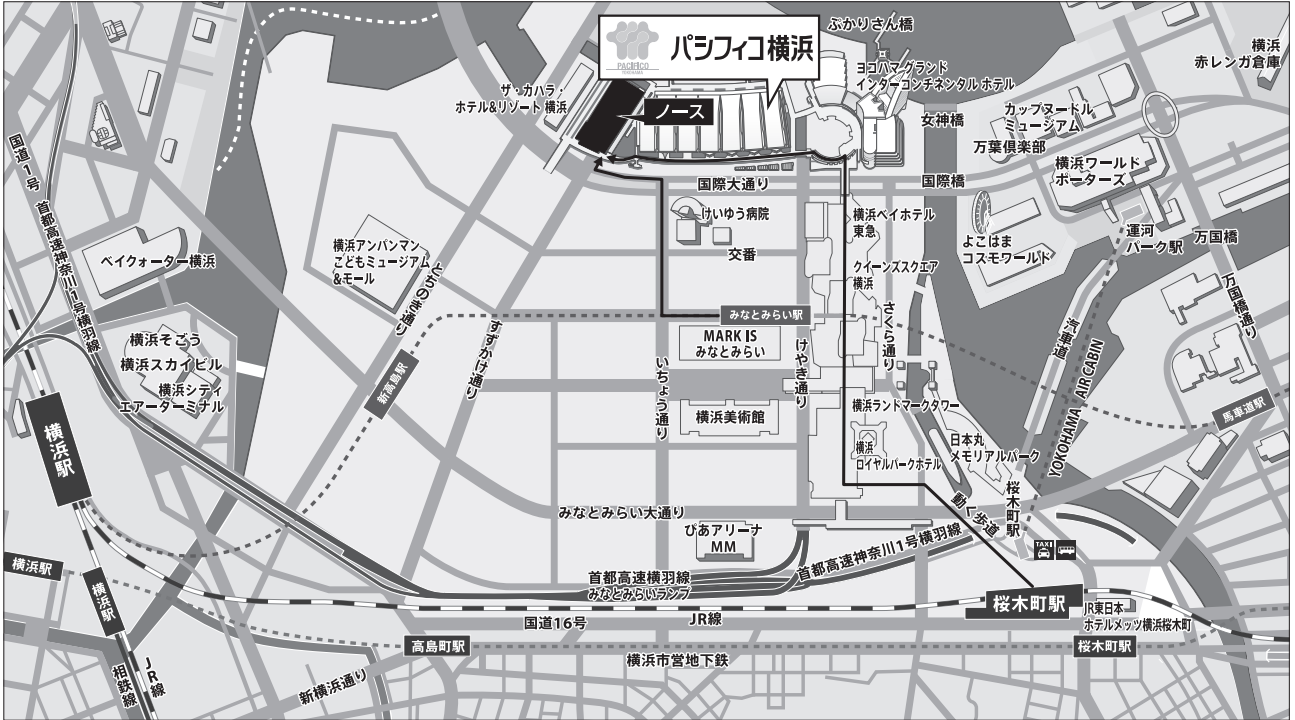 PACIFICO
YOKOHAMA
パシフィコ横浜
ノース
ザ・カハラ・
ホテル&リゾート 横浜
ぷかりさん橋
ヨコハマ グランド
インターコンチネンタル ホテル
横浜
赤レンガ倉庫
カップヌードル
ミュージアム
女神橋
万葉倶楽部
横浜ワールド
ポーターズ
国際大通り
国際橋
国道1号
首都高速神奈川1号横羽線
ベイクォーター横浜
横浜アンパンマン
こどもミュージアム
&モール
けいゆう病院
交番
横浜ベイホテル
東急
クイーンズスクエア
横浜
よこはま
コスモワールド
運河
パーク駅
万国橋
万国橋通り
とちのき通り
すずかけ通り
みなとみらい駅
MARK IS
みなとみらい
いちょう通り
けやき通り
さくら通り
汽車道
YOKOHAMA AIR CABIN
横浜そごう
横浜スカイビル
横浜シティ
エアーターミナル
新高島駅
横浜美術館
横浜ランドマークタワー
横浜
ロイヤルパークホテル
日本丸
メモリアルパーク
馬車道駅
横浜駅
みなとみらい大通り
ぴあアリーナ
MM
動く歩道
桜木町駅
TAXI
首都高速神奈川1号横羽線
首都高速横羽線
みなとみらいランプ
横浜駅
横浜駅
桜木町駅
JR東日本
ホテルメッツ横浜桜木町
国道16号
JR線
高島町駅
桜木町駅
横浜市営地下鉄
新横浜通り
相鉄線
JR線